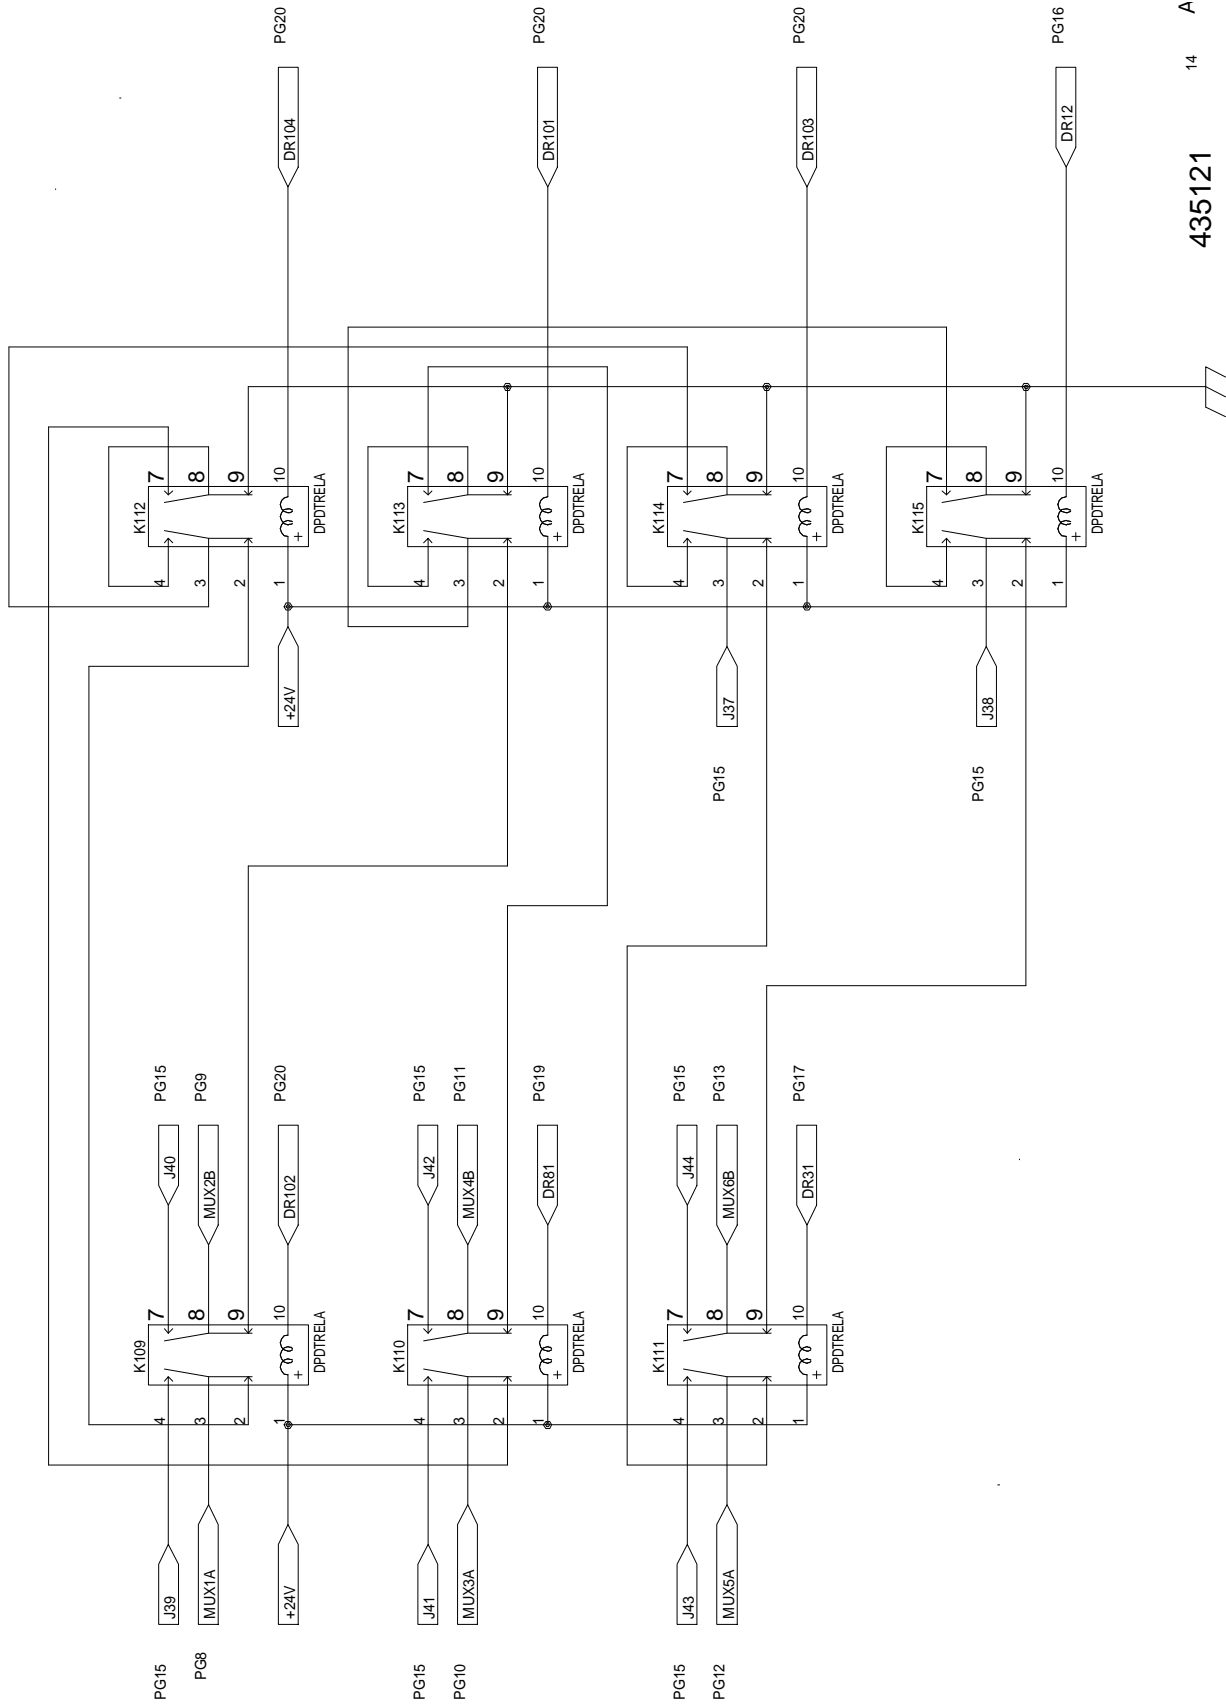 A
14
435121
PG20
DR104
PG20
DR101
PG20
DR103
PG16
DR12
K112
7
8
9
10
4
3
2
1
DPDTRELA
+
K113
7
8
9
10
4
3
2
1
DPDTRELA
+
K114
7
8
9
10
4
3
2
1
DPDTRELA
+
K115
7
8
9
10
4
3
2
1
DPDTRELA
+
+24V
J37
PG15
J38
PG15
PG15
J40
PG9
MUX2B
PG20
DR102
PG15
J42
PG11
MUX4B
PG19
DR81
PG15
J44
PG13
MUX6B
PG17
DR31
K109
7
8
9
10
4
3
2
1
DPDTRELA
+
K110
7
8
9
10
4
3
2
1
DPDTRELA
+
K111
7
8
9
10
4
3
2
1
DPDTRELA
+
J39
PG15
MUX1A
PG8
+24V
J41
PG15
MUX3A
PG10
J43
PG15
MUX5A
PG12